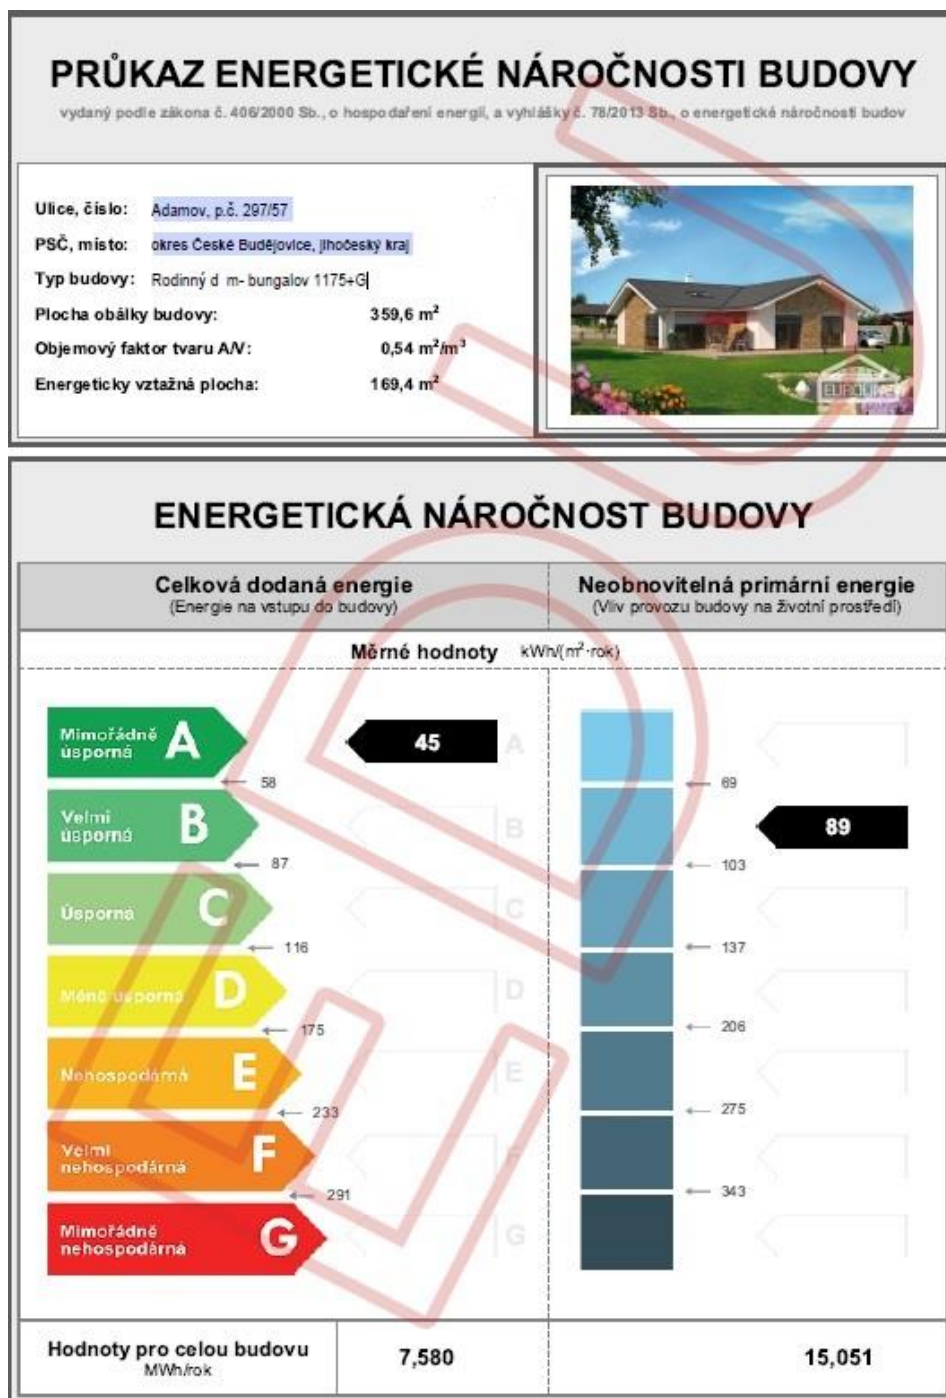 PRŮKAZ ENERGETICKÉ NÁROČNOSTI BUDOVY
vydaný podle zákona č. 406/2000 Sb., o hospodaření energií, a vyhlášky č. 78/2013 Sb., o energetické náročnosti budov
Ulice, číslo: Adamov, p.č. 297/57
PSČ, místo: okres České Budějovice, jihočeský kraj
Typ budovy: Rodinný d m- bungalov 1175+G
Plocha obálky budovy: 359,6 m²
Objemový faktor tvaru A/V: 0,54 m²/m³
Energeticky vztažná plocha: 169,4 m²
EUROLINE
ENERGETICKÁ NÁROČNOST BUDOVY
Celková dodaná energie
(Energie na vstupu do budovy)
Neobnovitelná primární energie
(Vliv provozu budovy na životní prostředí)
Měrné hodnoty kWh/(m²·rok)
Mimořádně úsporná A 45 A
58 69
Velmi úsporná B B 89
87 103
Úsporná C C
116 137
Méně úsporná D D
175 206
Nehospodárná E E
233 275
Velmi nehospodárná F F
291 343
Mimořádně nehospodárná G G
Hodnoty pro celou budovu
MWh/rok
7,580 15,051